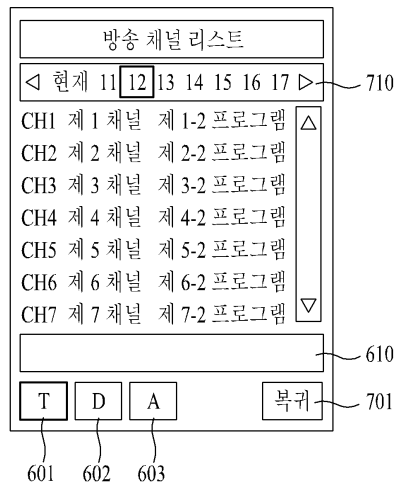 방송 채널 리스트
◁ 현재 11 12 13 14 15 16 17 ▷ 710
CH1 제 1 채널 제 1-2 프로그램
CH2 제 2 채널 제 2-2 프로그램
CH3 제 3 채널 제 3-2 프로그램
CH4 제 4 채널 제 4-2 프로그램
CH5 제 5 채널 제 5-2 프로그램
CH6 제 6 채널 제 6-2 프로그램
CH7 제 7 채널 제 7-2 프로그램
610
T D A 복귀 701
601 602 603